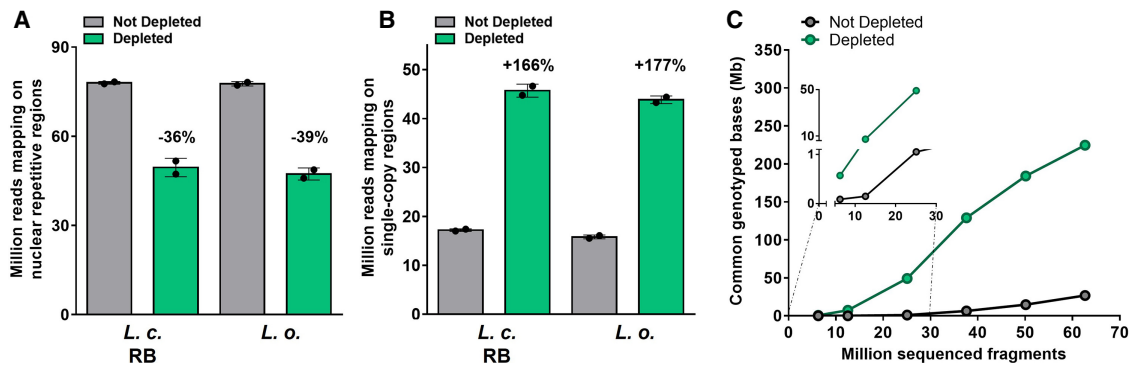 A
Not Depleted
Depleted
Million reads mapping on
nuclear repetitive regions
90
60
30
0
-36%
-39%
L. c.
L. o.
RB
B
Not Depleted
Depleted
Million reads mapping on
single-copy regions
50
40
30
20
10
0
+166%
+177%
L. c.
L. o.
RB
C
Not Depleted
Depleted
Common genotyped bases (Mb)
350
300
250
200
150
100
50
0
50
10
1
0
0
10
20
30
0
10
20
30
40
50
60
70
Million sequenced fragments